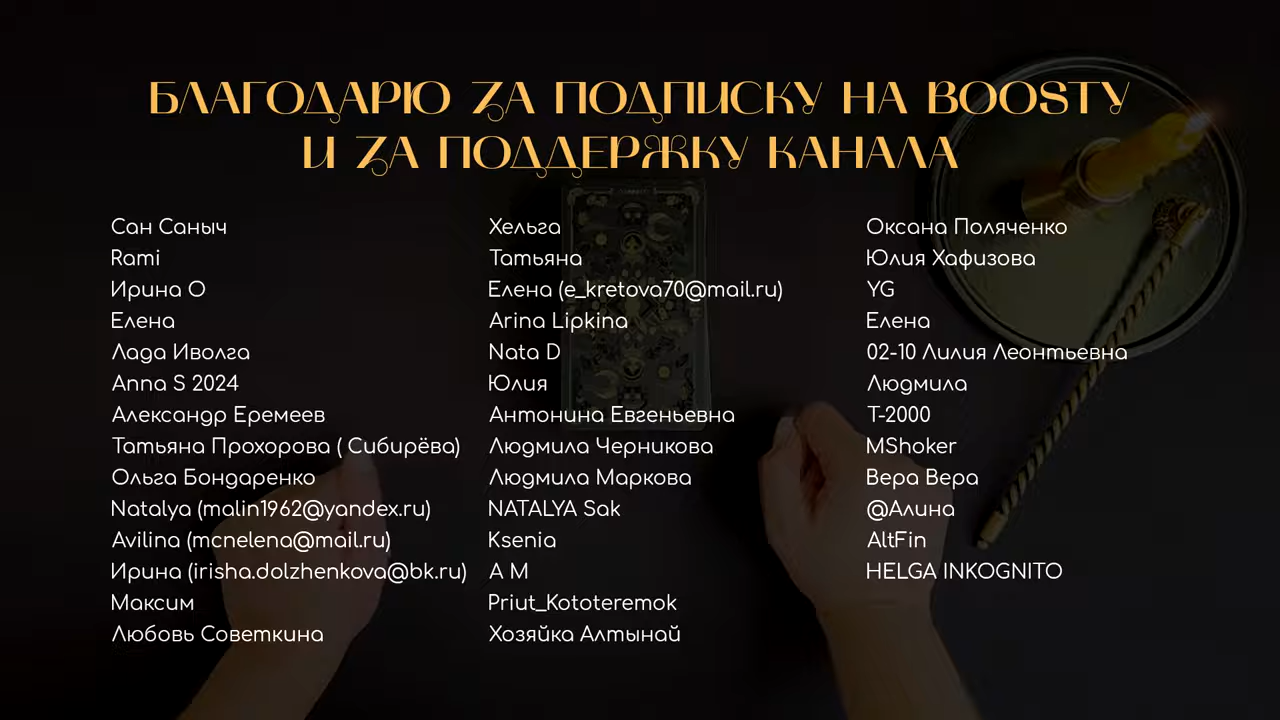 БЛАГОДАРЮ ЗА ПОДПИСКУ НА BOOSTY
И ЗА ПОДДЕРЖКУ КАНАЛА
Сан Саныч
Rami
Ирина О
Елена
Лада Иволга
Anna S 2024
Александр Еремеев
Татьяна Прохорова ( Сибирёва)
Ольга Бондаренко
Natalya (malin1962@yandex.ru)
Avilina (mcnelena@mail.ru)
Ирина (irisha.dolzhenkova@bk.ru)
Максим
Любовь Советкина
Хельга
Татьяна
Елена (e_kretova70@mail.ru)
Arina Lipkina
Nata D
Юлия
Антонина Евгеньевна
Людмила Черникова
Людмила Маркова
NATALYA Sak
Ksenia
A M
Priut_Kototeremok
Хозяйка Алтынай
Оксана Поляченко
Юлия Хафизова
YG
Елена
02-10 Лилия Леонтьевна
Людмила
T-2000
MShoker
Вера Вера
@Алина
AltFin
HELGA INKOGNITO